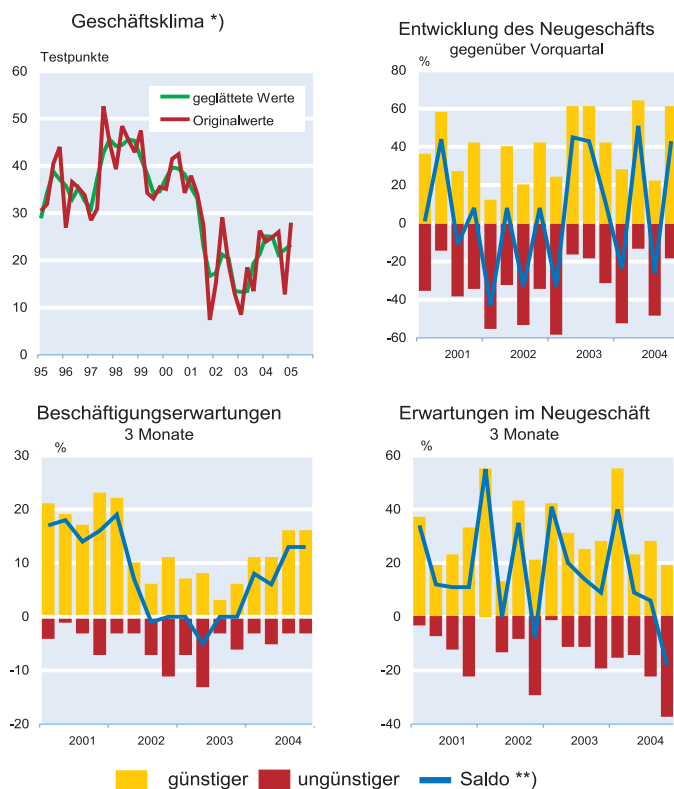 Geschäftsklima *)
Testpunkte
60
50
40
30
20
10
0
geglättete Werte
Originalwerte
95 96 97 98 99 00 01 02 03 04 05
Entwicklung des Neugeschäfts
gegenüber Vorquartal
%
80
60
40
20
0
-20
-40
-60
2001 2002 2003 2004
Beschäftigungserwartungen
3 Monate
%
30
20
10
0
-10
-20
2001 2002 2003 2004
Erwartungen im Neugeschäft
3 Monate
%
60
40
20
0
-20
-40
2001 2002 2003 2004
günstiger ungünstiger Saldo **)